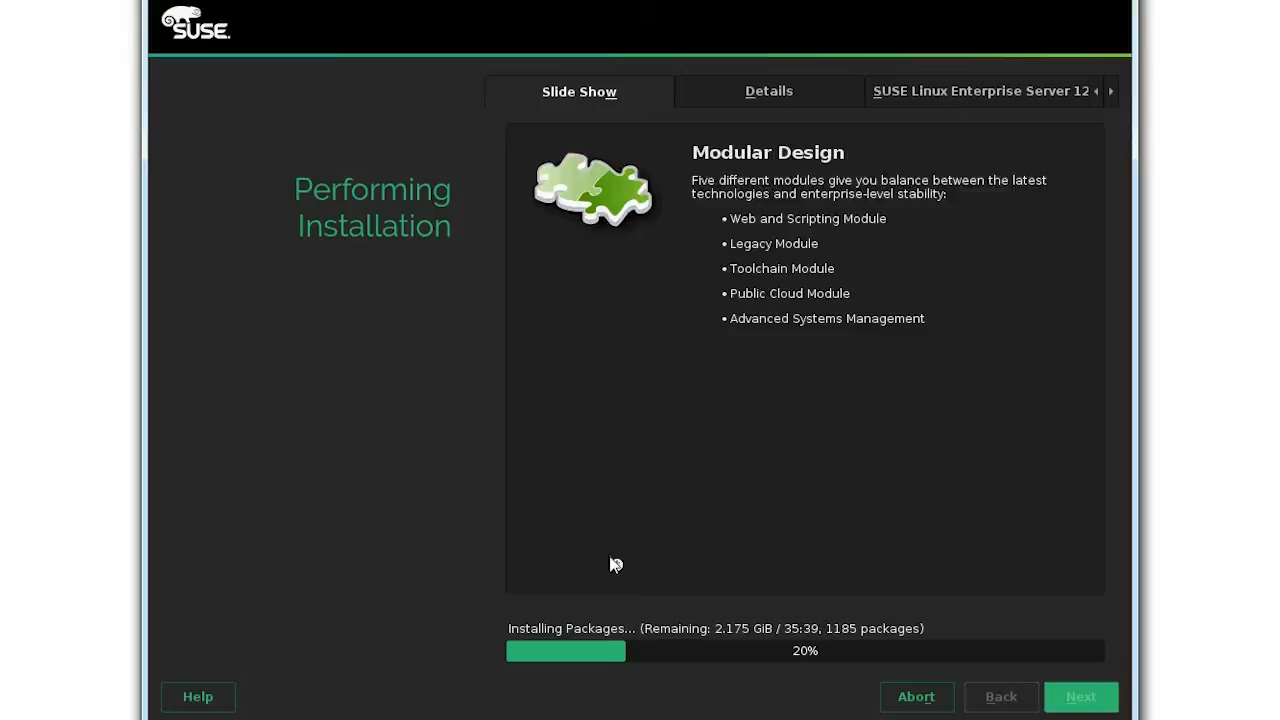 SUSE.
Slide Show
Details
SUSE Linux Enterprise Server 12
Performing
Installation
Modular Design
Five different modules give you balance between the latest
technologies and enterprise-level stability:
• Web and Scripting Module
• Legacy Module
• Toolchain Module
• Public Cloud Module
• Advanced Systems Management
Installing Packages... (Remaining: 2.175 GiB / 35:39, 1185 packages)
20%
Help
Abort
Back
Next